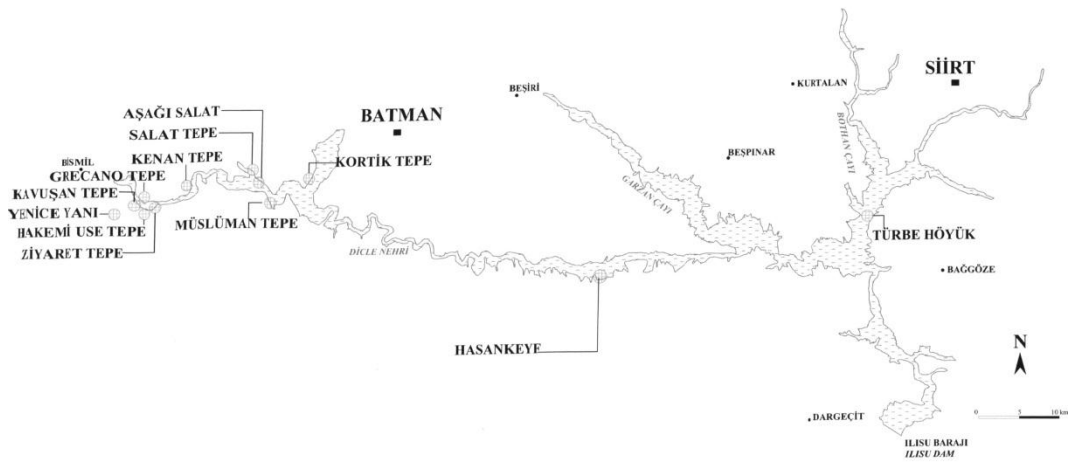 SİİRT
KURTALAN
BEŞİRİ
AŞAĞI SALAT
BATMAN
SALAT TEPE
BOTHAN ÇAYI
BEŞPINAR
KENAN TEPE
KORTİK TEPE
BİSMİL
GRECANO TEPE
KAVUŞAN TEPE
GARZAN ÇAYI
YENİCE YANI
MÜSLÜMAN TEPE
HAKEMİ USE TEPE
TÜRBE HÖYÜK
ZİYARET TEPE
DİCLE NEHRİ
BAĞGÖZE
HASANKEYF
N
DARGEÇİT
0 5 10 km
ILISU BARAJI
ILISU DAM